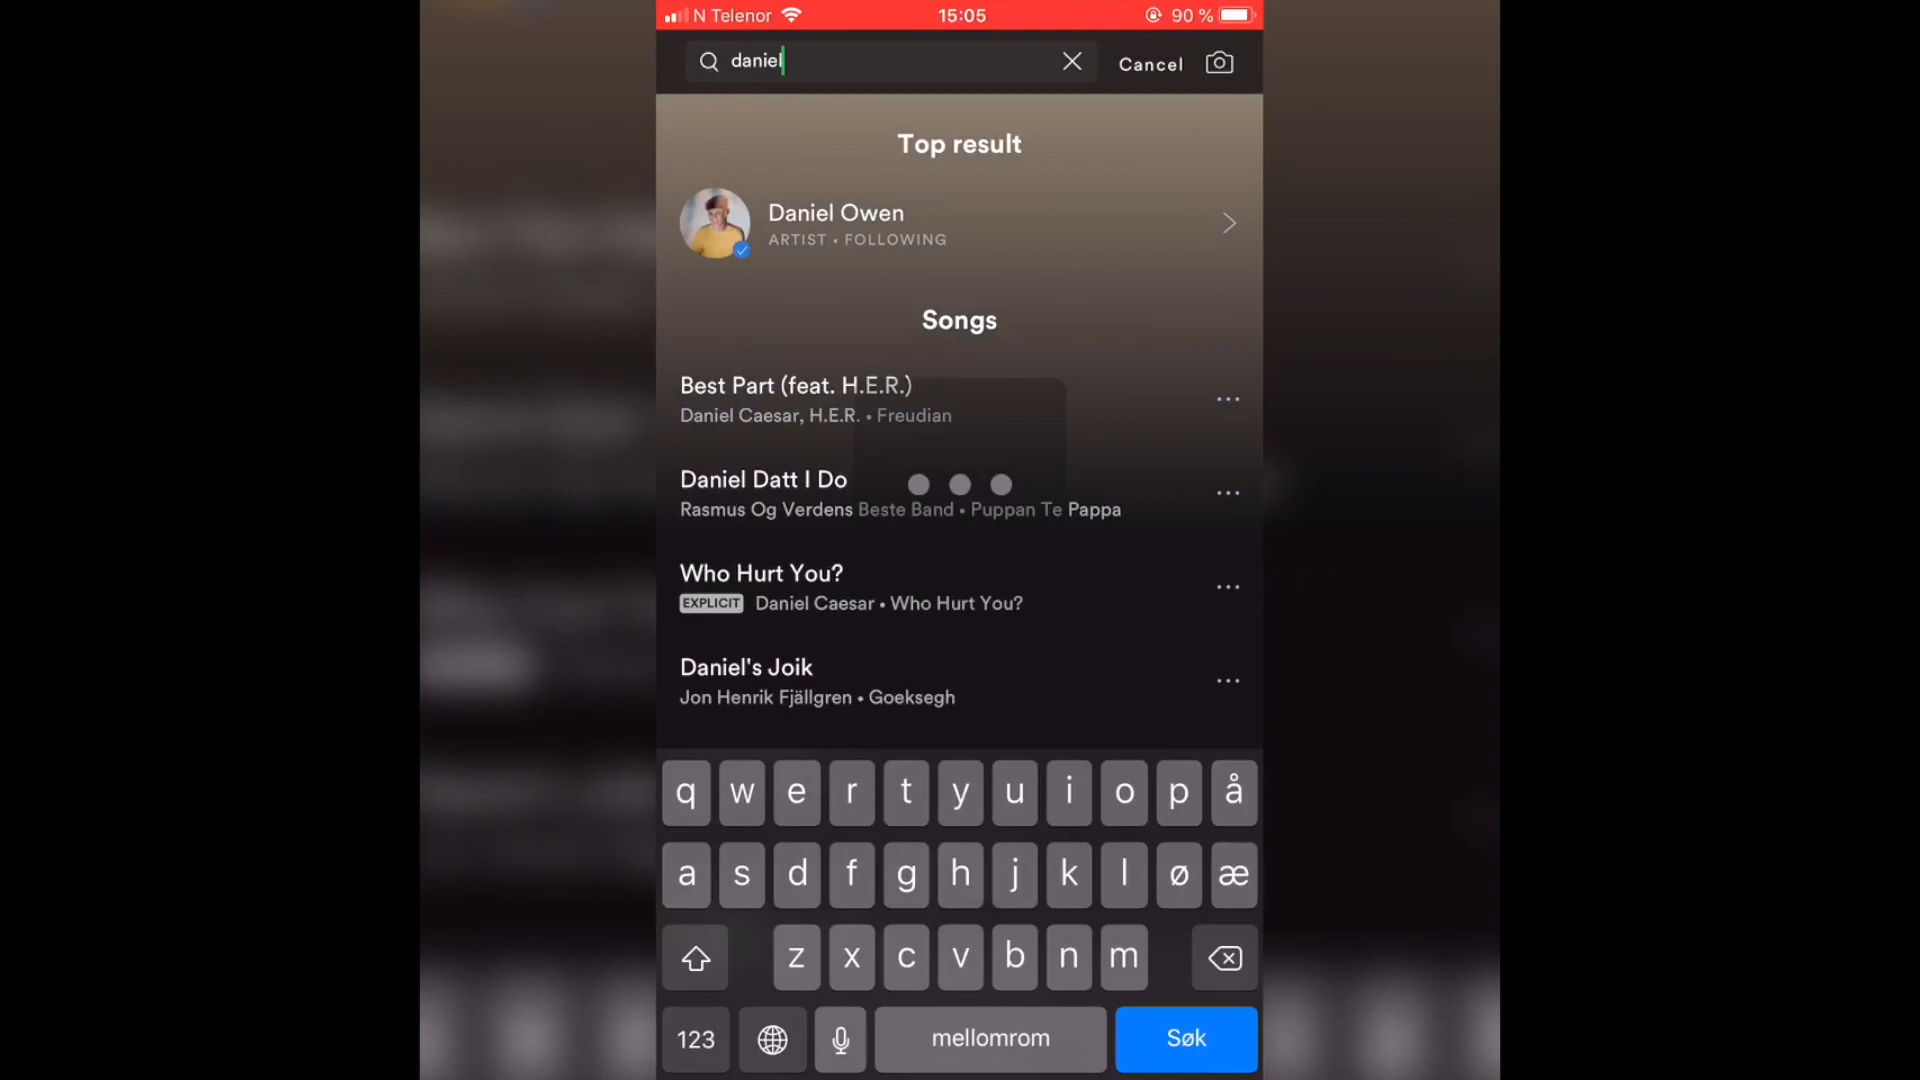 N Telenor 15:05 90 %
daniel Cancel
Top result
Daniel Owen
ARTIST • FOLLOWING
Songs
Best Part (feat. H.E.R.)
Daniel Caesar, H.E.R. • Freudian
Daniel Datt I Do
Rasmus Og Verdens Beste Band • Puppan Te Pappa
Who Hurt You?
EXPLICIT Daniel Caesar • Who Hurt You?
Daniel's Joik
Jon Henrik Fjällgren • Goeksegh
q w e r t y u i o p å
a s d f g h j k l ø æ
z x c v b n m
123 mellomrom Søk